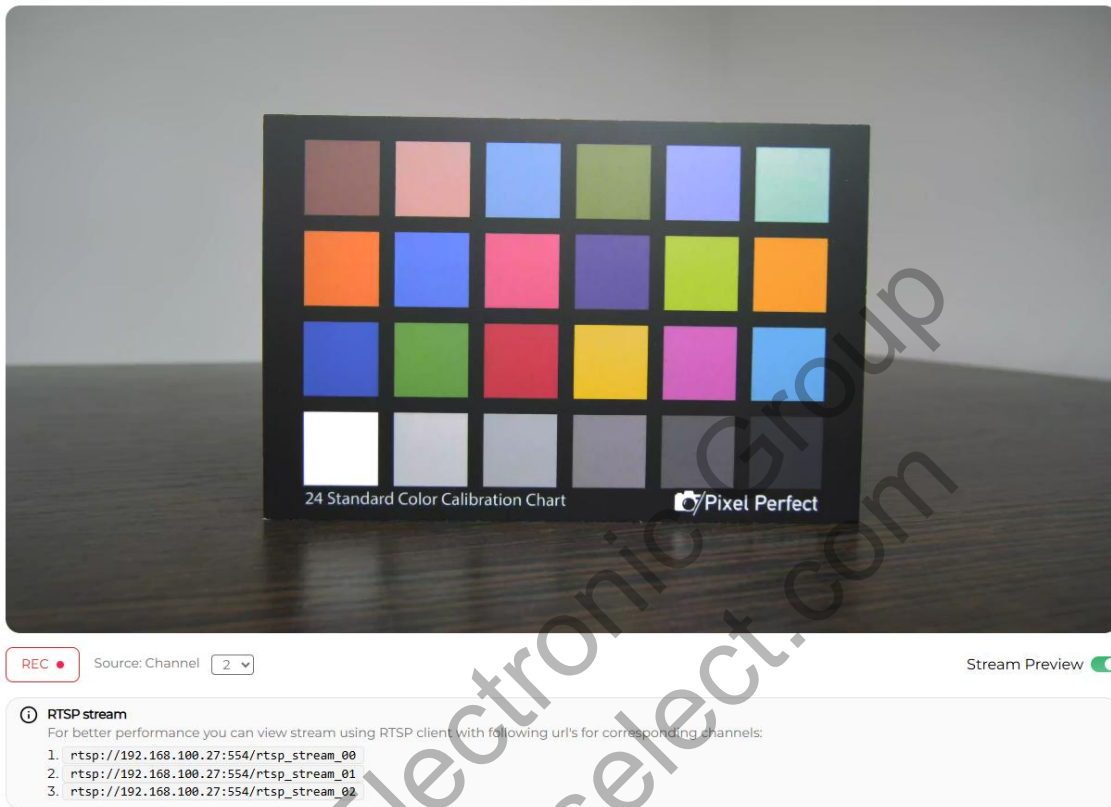 24 Standard Color Calibration Chart
Pixel Perfect
REC
Source: Channel 2
Stream Preview
RTSP stream
For better performance you can view stream using RTSP client with following url's for corresponding channels:
1. rtsp://192.168.100.27:554/rtsp_stream_00
2. rtsp://192.168.100.27:554/rtsp_stream_01
3. rtsp://192.168.100.27:554/rtsp_stream_02